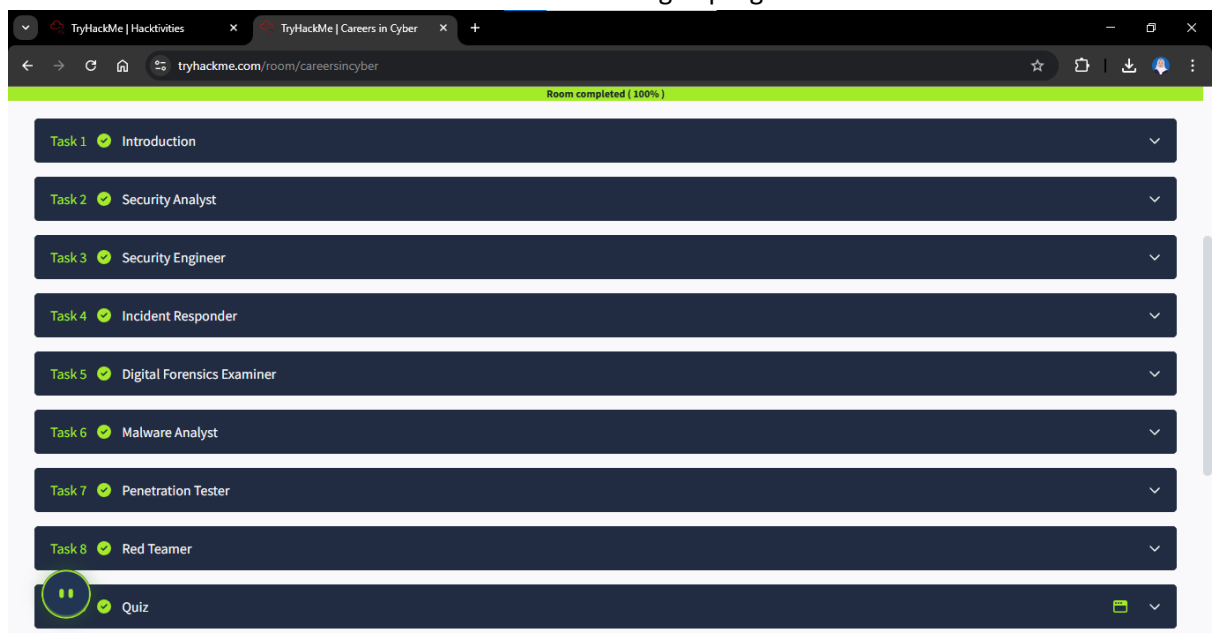 TryHackMe | Hacktivities
TryHackMe | Careers in Cyber
tryhackme.com/room/careersincyber
Room completed ( 100% )
Task 1 Introduction
Task 2 Security Analyst
Task 3 Security Engineer
Task 4 Incident Responder
Task 5 Digital Forensics Examiner
Task 6 Malware Analyst
Task 7 Penetration Tester
Task 8 Red Teamer
Quiz